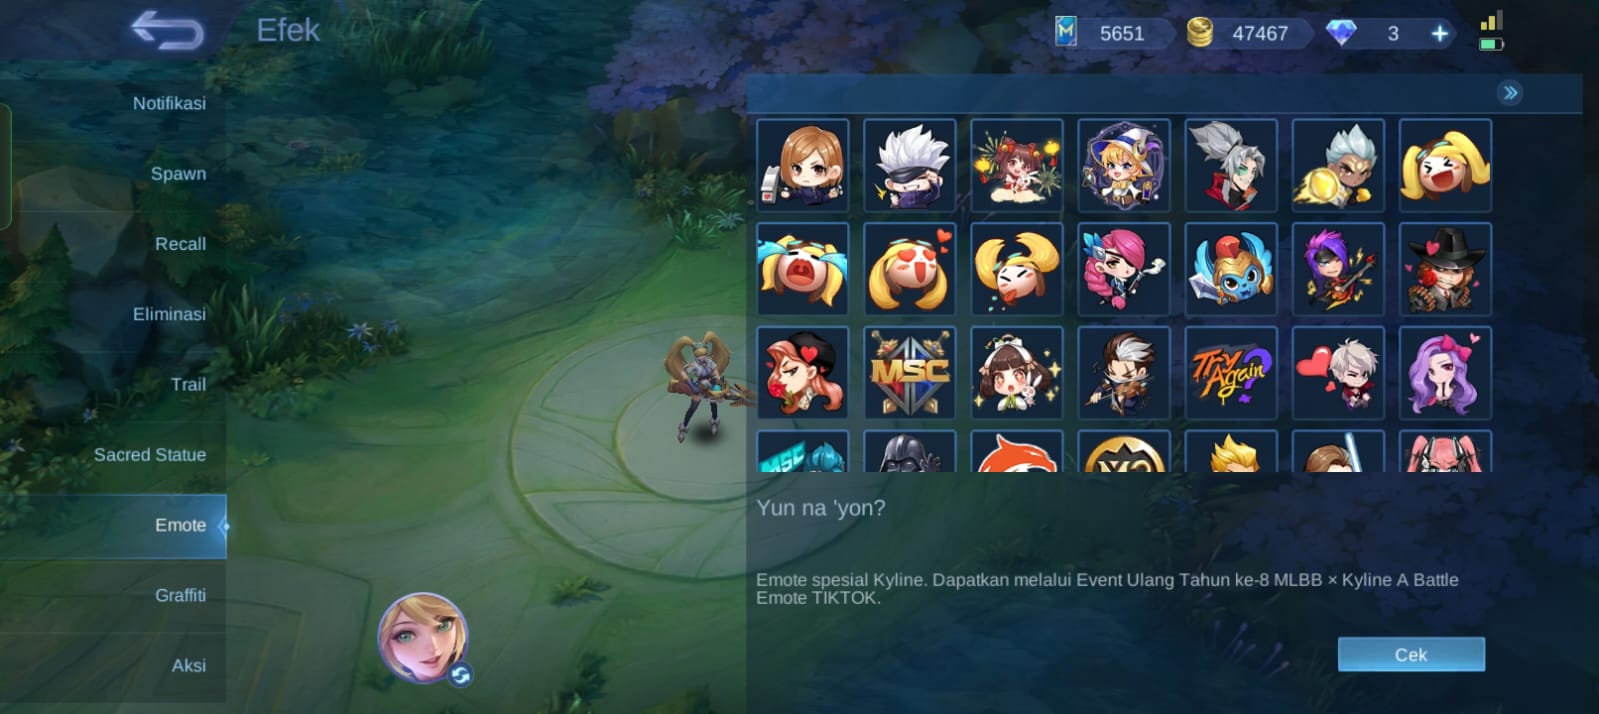 Efek
5651
47467
3
Notifikasi
Spawn
Recall
Eliminasi
Trail
Sacred Statue
Emote
Graffiti
Aksi
MSC
Try
Again?
MSC
Yun na 'yon?
Emote spesial Kyline. Dapatkan melalui Event Ulang Tahun ke-8 MLBB × Kyline A Battle
Emote TIKTOK.
Cek